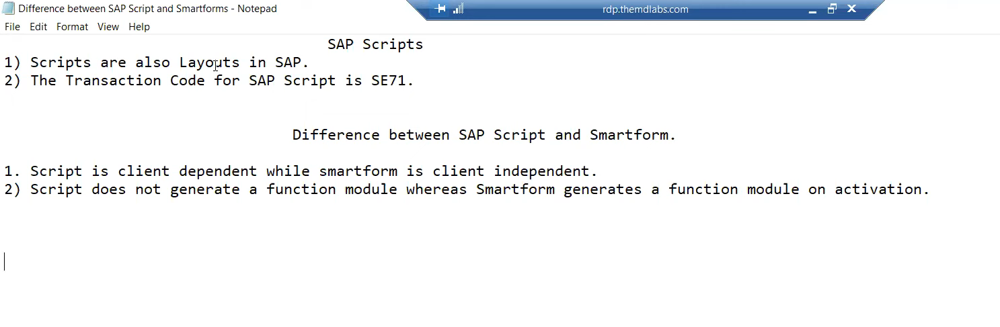 Difference between SAP Script and Smartforms - Notepad
rdp.themdlabs.com
File Edit Format View Help
SAP Scripts
1) Scripts are also Layouts in SAP.
2) The Transaction Code for SAP Script is SE71.
Difference between SAP Script and Smartform.
1. Script is client dependent while smartform is client independent.
2) Script does not generate a function module whereas Smartform generates a function module on activation.